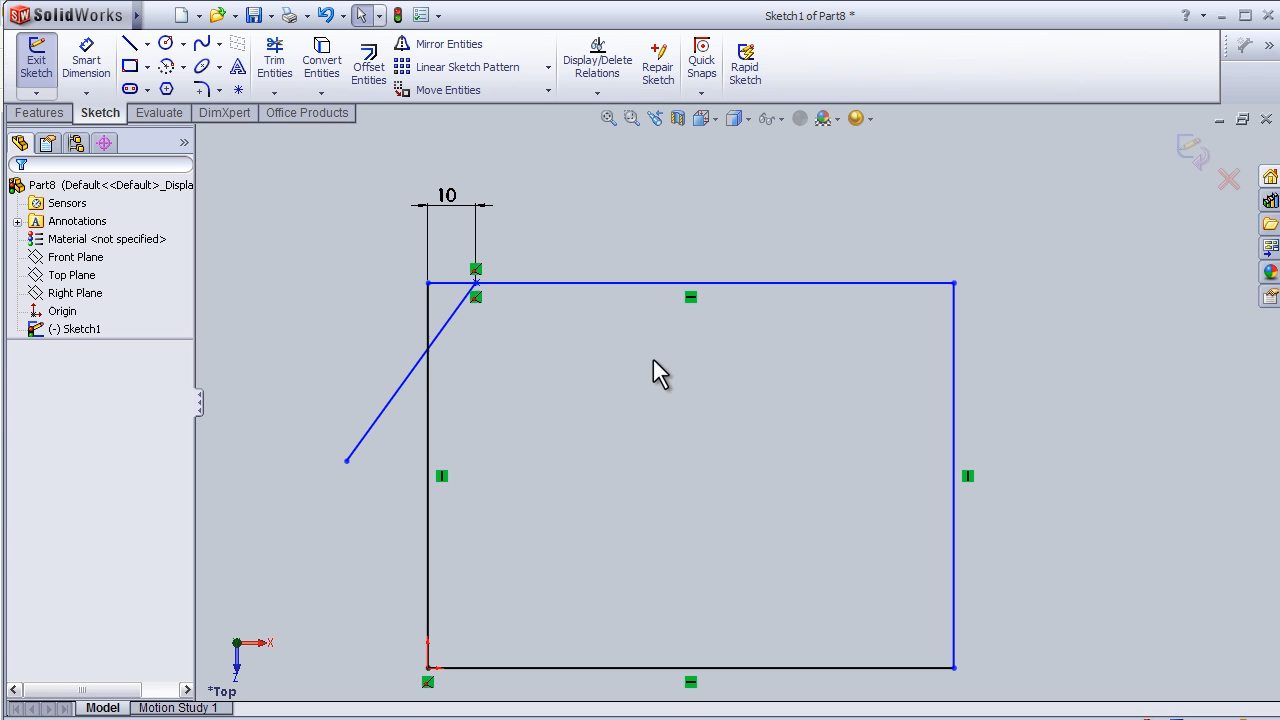 SW SolidWorks
Sketch1 of Part8 *
Exit Sketch
Smart Dimension
Trim Entities
Convert Entities
Offset Entities
Mirror Entities
Linear Sketch Pattern
Move Entities
Display/Delete Relations
Repair Sketch
Quick Snaps
Rapid Sketch
Features
Sketch
Evaluate
DimXpert
Office Products
Part8 (Default<<Default>_Displa
Sensors
Annotations
Material <not specified>
Front Plane
Top Plane
Right Plane
Origin
(-) Sketch1
10
X
Z
*Top
Model
Motion Study 1